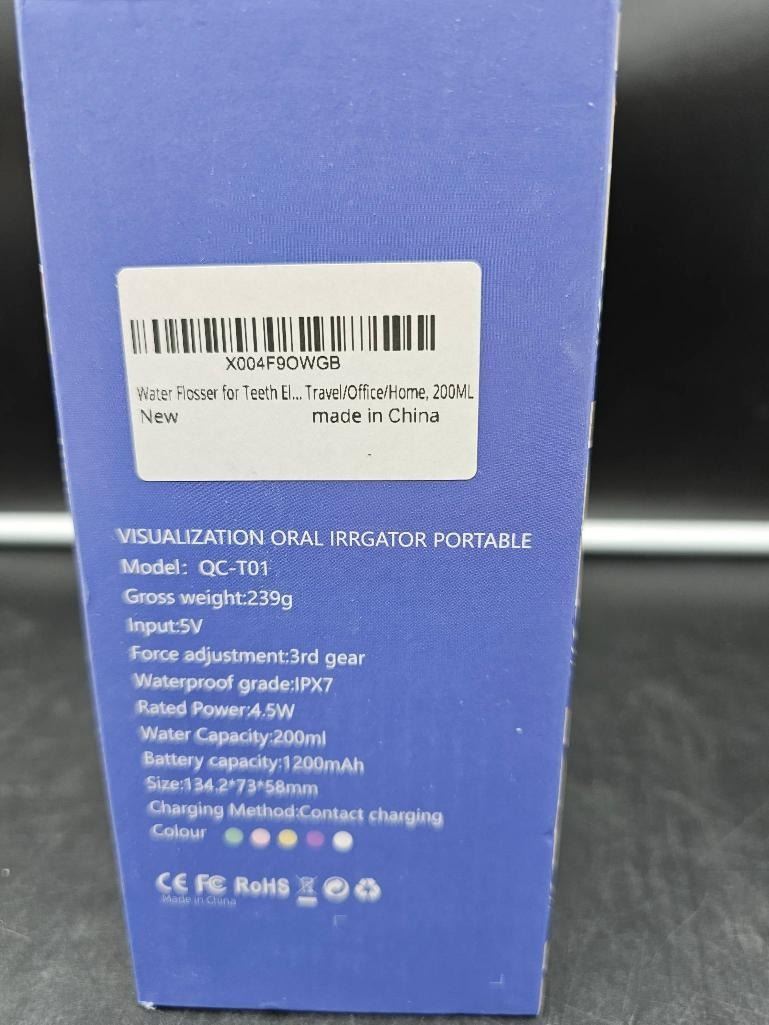 X004F9OWGB
Water Flosser for Teeth El... Travel/Office/Home, 200ML
New made in China
VISUALIZATION ORAL IRRGATOR PORTABLE
Model: QC-T01
Gross weight:239g
Input:5V
Force adjustment:3rd gear
Waterproof grade:IPX7
Rated Power:4.5W
Water Capacity:200ml
Battery capacity:1200mAh
Size:134.2*73*58mm
Charging Method:Contact charging
Colour
CE FC RoHS
Made in China